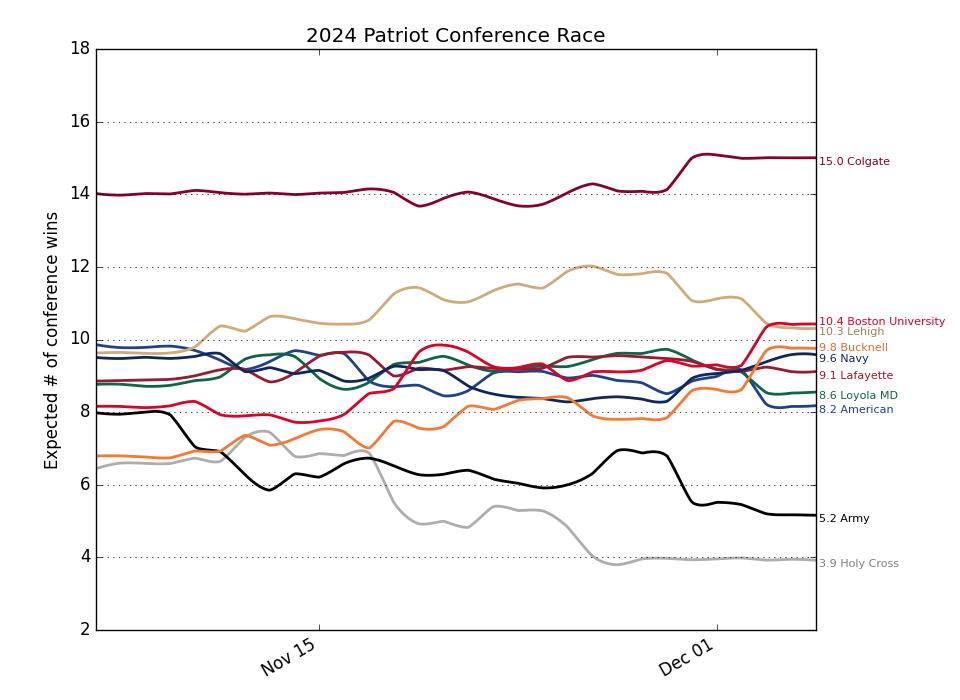 2024 Patriot Conference Race
Expected # of conference wins
18
16
14
12
10
8
6
4
2
15.0 Colgate
10.4 Boston University
10.3 Lehigh
9.8 Bucknell
9.6 Navy
9.1 Lafayette
8.6 Loyola MD
8.2 American
5.2 Army
3.9 Holy Cross
Nov 15
Dec 01